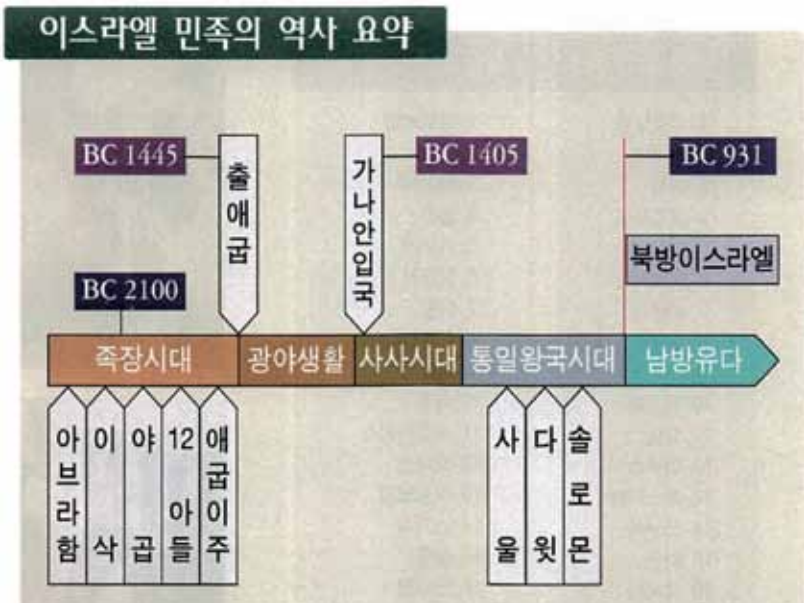 이스라엘 민족의 역사 요약
BC 1445
출애굽
가나안입국
BC 1405
BC 931
북방이스라엘
BC 2100
족장시대
광야생활
사사시대
통일왕국시대
남방유다
아브라함
이삭
야곱
12 아들
애굽이주
사울
다윗
솔로몬